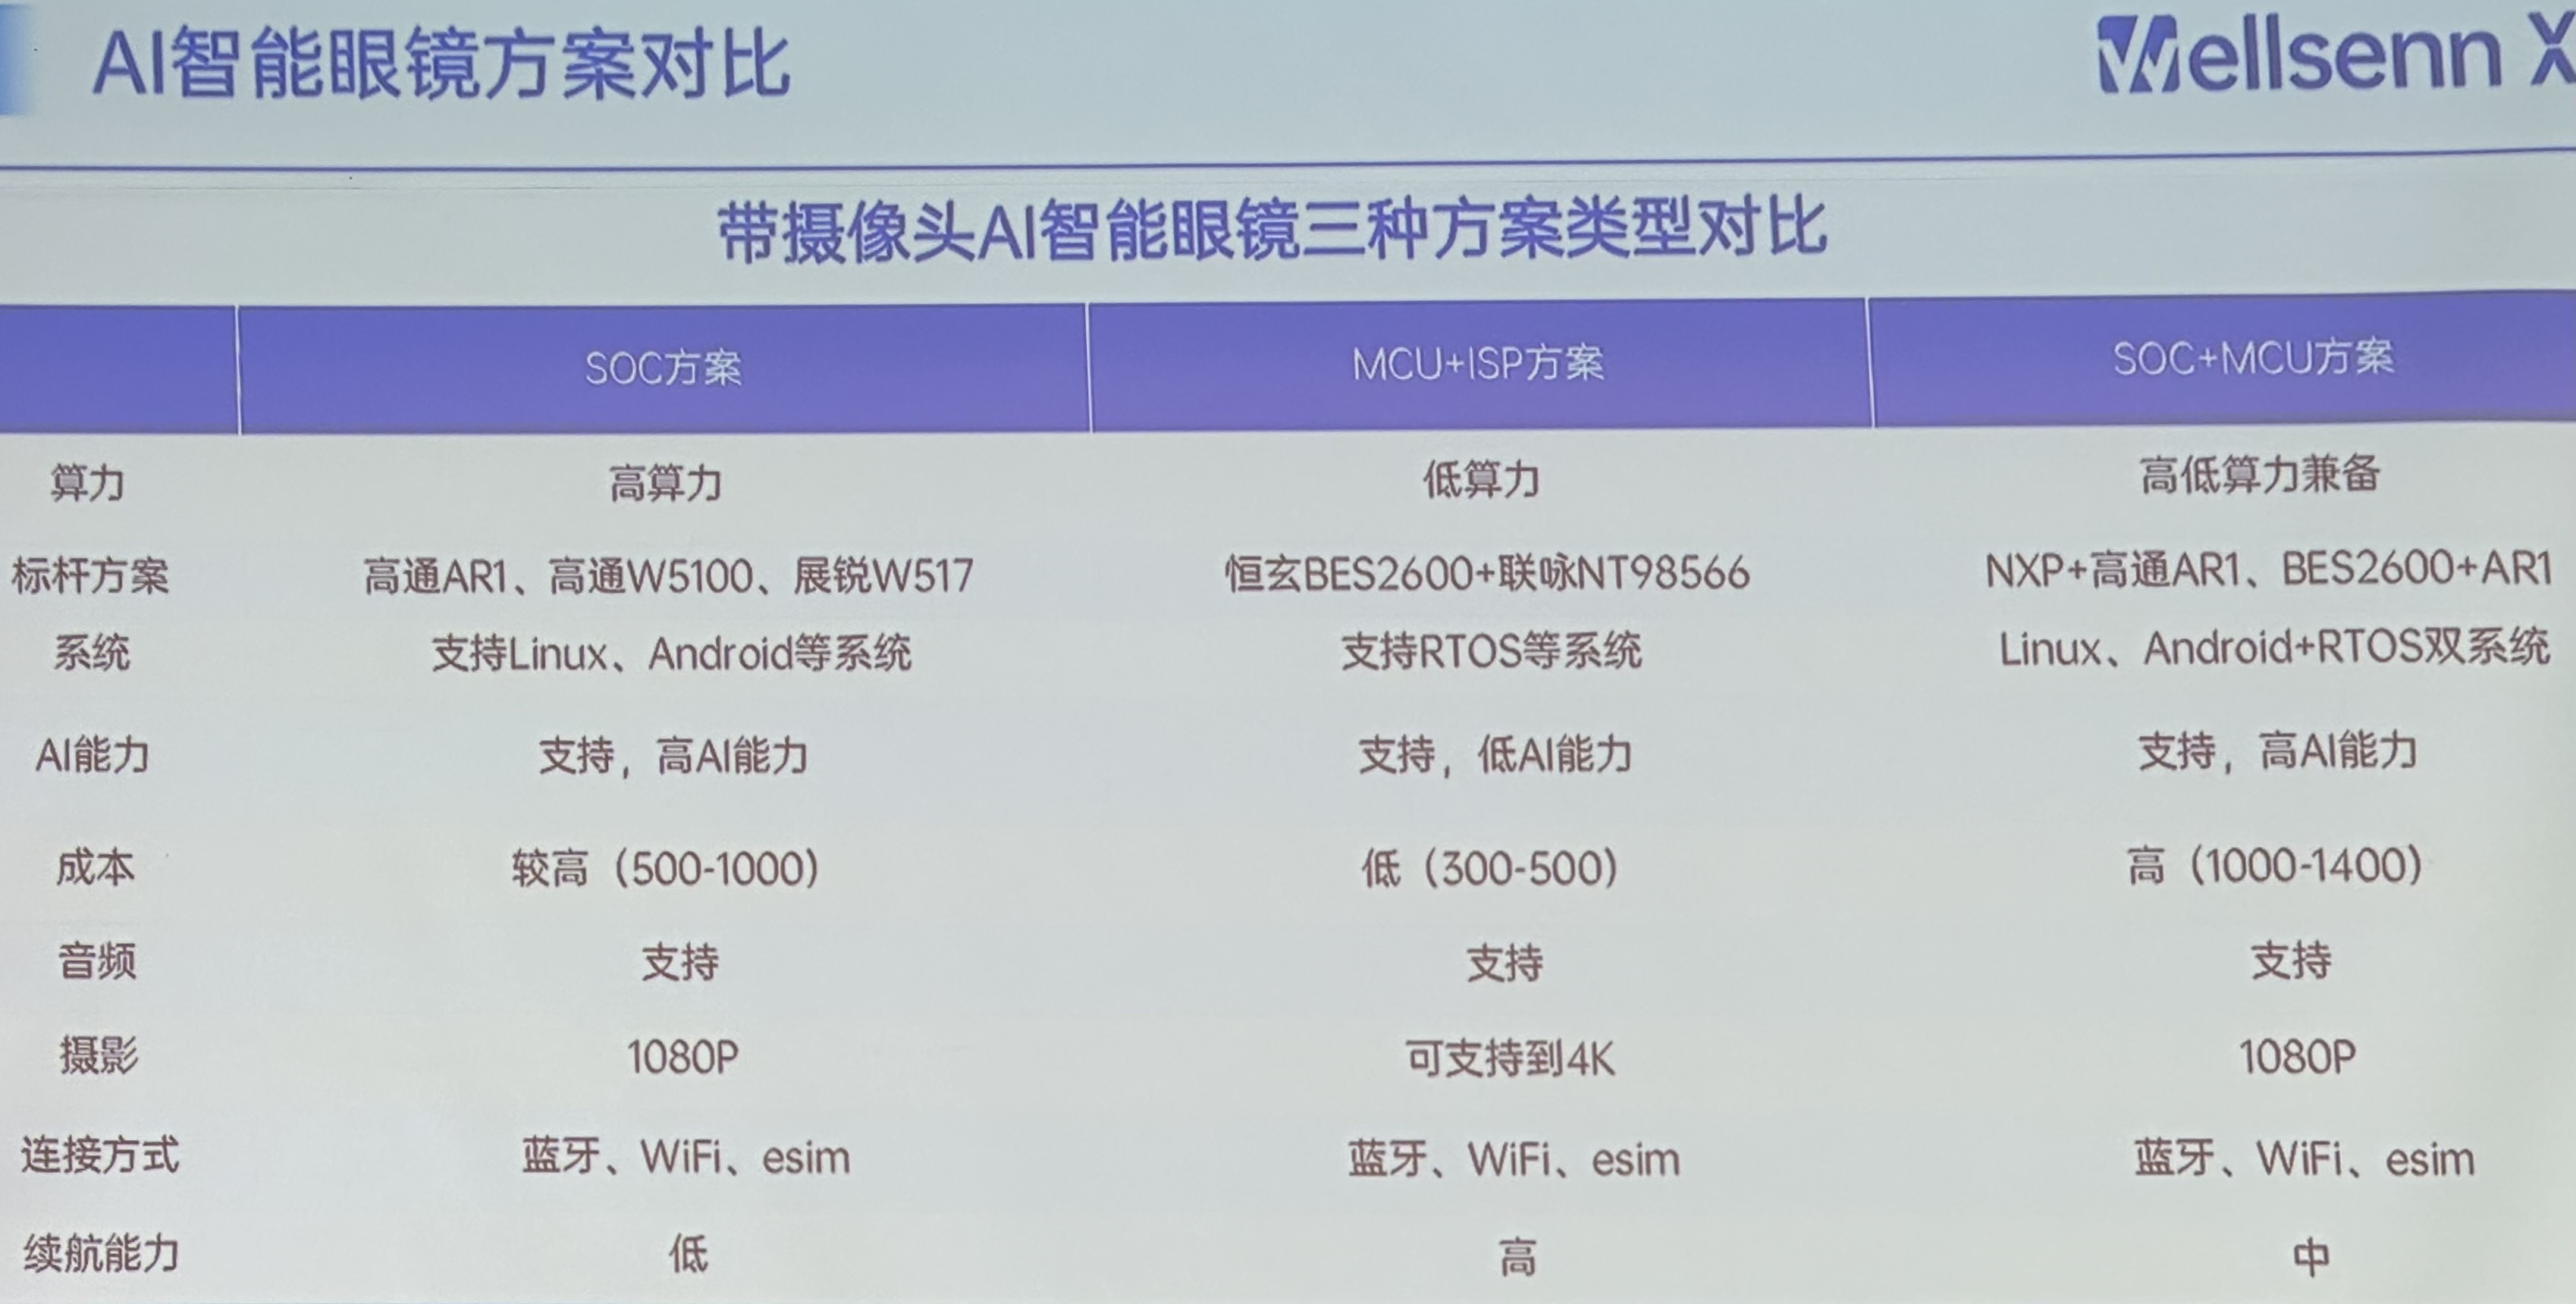 AI智能眼镜方案对比
Wellsenn X
带摄像头AI智能眼镜三种方案类型对比
SOC方案 MCU+ISP方案 SOC+MCU方案
算力 高算力 低算力 高低算力兼备
标杆方案 高通AR1、高通W5100、展锐W517 恒玄BES2600+联咏NT98566 NXP+高通AR1、BES2600+AR1
系统 支持Linux、Android等系统 支持RTOS等系统 Linux、Android+RTOS双系统
AI能力 支持，高AI能力 支持，低AI能力 支持，高AI能力
成本 较高（500-1000） 低（300-500） 高（1000-1400）
音频 支持 支持 支持
摄影 1080P 可支持到4K 1080P
连接方式 蓝牙、WiFi、esim 蓝牙、WiFi、esim 蓝牙、WiFi、esim
续航能力 低 高 中